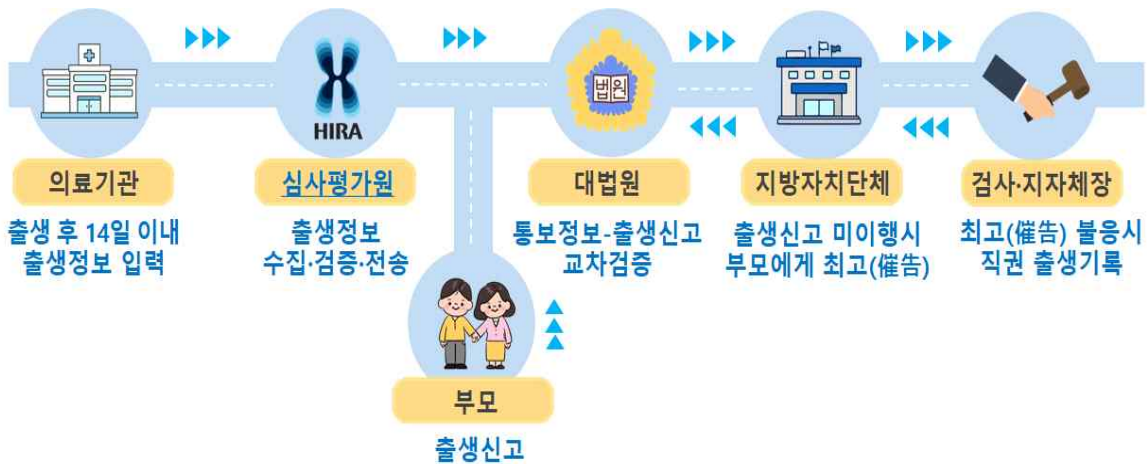 HIRA
법원
의료기관
출생 후 14일 이내
출생정보 입력
심사평가원
출생정보
수집·검증·전송
대법원
통보정보-출생신고
교차검증
지방자치단체
출생신고 미이행시
부모에게 최고(催告)
검사·지자체장
최고(催告) 불응시
직권 출생기록
부모
출생신고